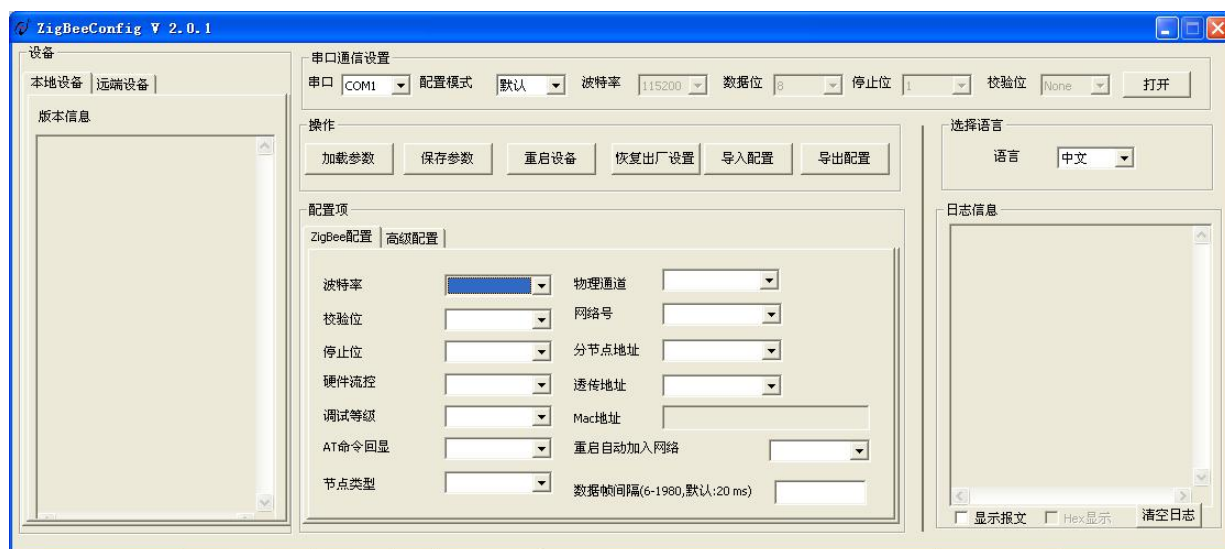 ZigBeeConfig V 2.0.1
设备
本地设备 远端设备
版本信息
串口通信设置
串口 COM1 配置模式 默认 波特率 115200 数据位 8 停止位 1 校验位 None 打开
操作
加载参数 保存参数 重启设备 恢复出厂设置 导入配置 导出配置
选择语言
语言 中文
配置项
ZigBee配置 高级配置
波特率 物理通道
校验位 网络号
停止位 分节点地址
硬件流控 透传地址
调试等级 Mac地址
AT命令回显 重启自动加入网络
节点类型 数据帧间隔(6-1980,默认:20 ms)
日志信息
显示报文 Hex显示 清空日志